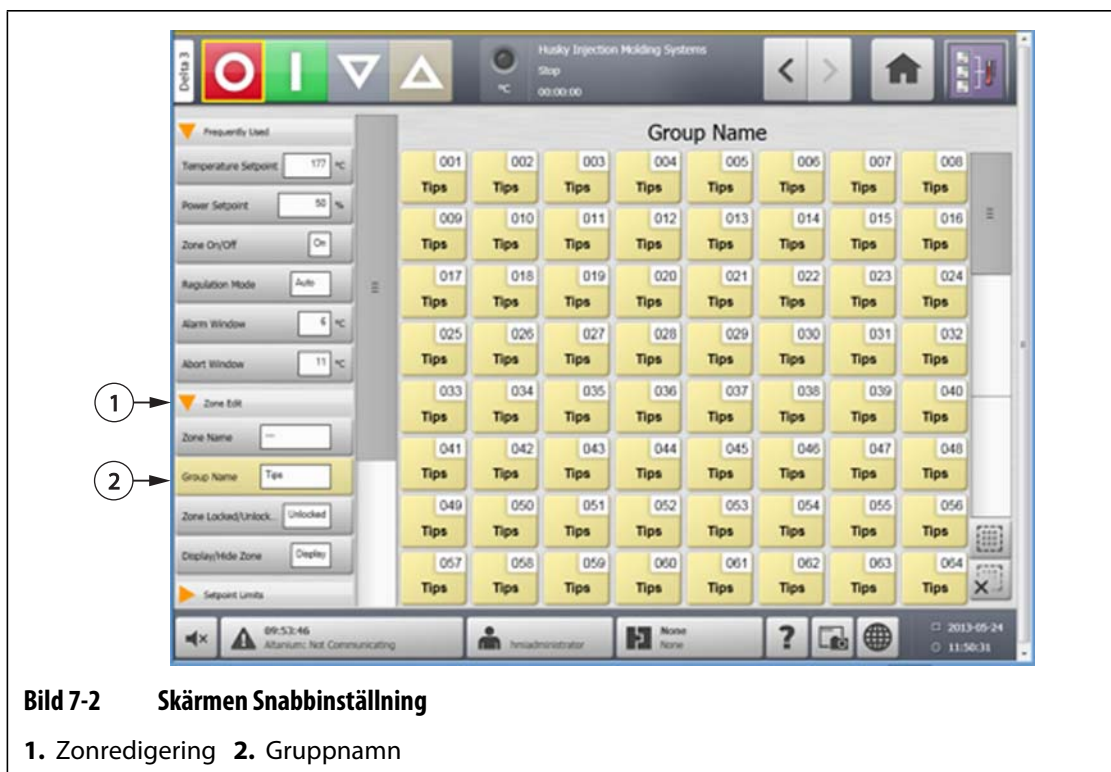 Delta 3
Husky Injection Molding Systems
Stop
°C
00:00:00
Frequently Used
Temperature Setpoint 177 °C
Power Setpoint 50 %
Zone On/Off On
Regulation Mode Auto
Alarm Window 6 °C
Abort Window 11 °C
1
Zone Edit
Zone Name ---
2
Group Name Tips
Zone Locked/Unlock... Unlocked
Display/Hide Zone Display
Setpoint Limits
Group Name
001 002 003 004 005 006 007 008
Tips Tips Tips Tips Tips Tips Tips Tips
009 010 011 012 013 014 015 016
Tips Tips Tips Tips Tips Tips Tips Tips
017 018 019 020 021 022 023 024
Tips Tips Tips Tips Tips Tips Tips Tips
025 026 027 028 029 030 031 032
Tips Tips Tips Tips Tips Tips Tips Tips
033 034 035 036 037 038 039 040
Tips Tips Tips Tips Tips Tips Tips Tips
041 042 043 044 045 046 047 048
Tips Tips Tips Tips Tips Tips Tips Tips
049 050 051 052 053 054 055 056
Tips Tips Tips Tips Tips Tips Tips Tips
057 058 059 060 061 062 063 064
Tips Tips Tips Tips Tips Tips Tips Tips
09:53:46
Altanium: Not Communicating
hmiadministrator
None
None
?
2013-05-24
11:50:31
Bild 7-2 Skärmen Snabbinställning
1. Zonredigering 2. Gruppnamn